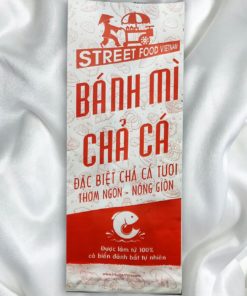 STREET FOOD VIETNAM
BÁNH MÌ
CHẢ CÁ
ĐẶC BIỆT CHẢ CÁ TƯƠI
THƠM NGON - NÓNG GIÒN
Được làm từ 100%
cá biển đánh bắt tự nhiên